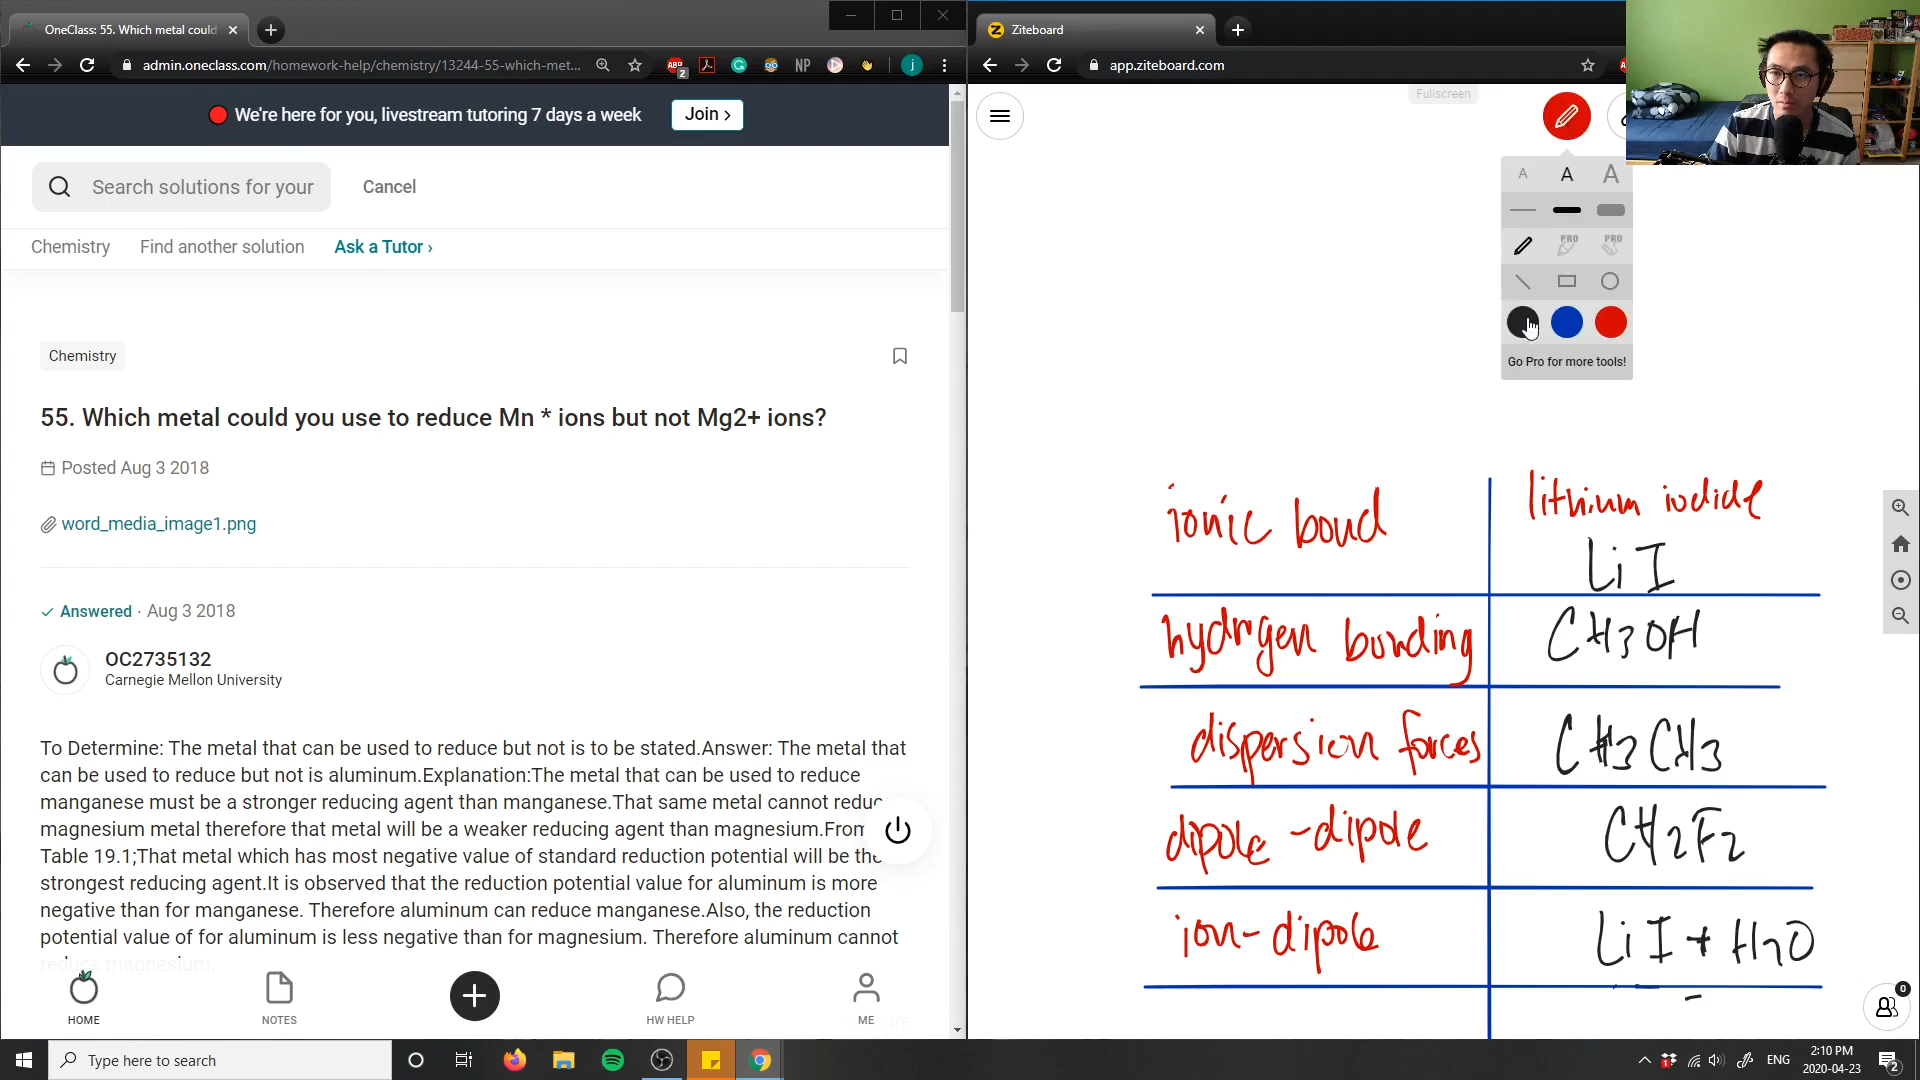 OneClass: 55. Which metal could
Ziteboard
admin.oneclass.com/homework-help/chemistry/13244-55-which-met...
ABP
2
NP
j
app.ziteboard.com
We're here for you, livestream tutoring 7 days a week
Join ›
Fullscreen
Search solutions for your
Cancel
A A A
Chemistry
Find another solution
Ask a Tutor ›
PRO PRO
Go Pro for more tools!
Chemistry
55. Which metal could you use to reduce Mn * ions but not Mg2+ ions?
Posted Aug 3 2018
word_media_image1.png
Answered · Aug 3 2018
OC2735132
Carnegie Mellon University
To Determine: The metal that can be used to reduce but not is to be stated.Answer: The metal that
can be used to reduce but not is aluminum.Explanation:The metal that can be used to reduce
manganese must be a stronger reducing agent than manganese.That same metal cannot reduc
magnesium metal therefore that metal will be a weaker reducing agent than magnesium.From
Table 19.1;That metal which has most negative value of standard reduction potential will be the
strongest reducing agent.It is observed that the reduction potential value for aluminum is more
negative than for manganese. Therefore aluminum can reduce manganese.Also, the reduction
potential value of for aluminum is less negative than for magnesium. Therefore aluminum cannot
reduce magnesium.
HOME
NOTES
HW HELP
ME
ionic bond
lithium iodide
LiI
hydrogen bonding
CH3OH
dispersion forces
CH3CH3
dipole-dipole
CH2F2
ion-dipole
LiI + H2O
0
Type here to search
ENG
2:10 PM
2020-04-23
2